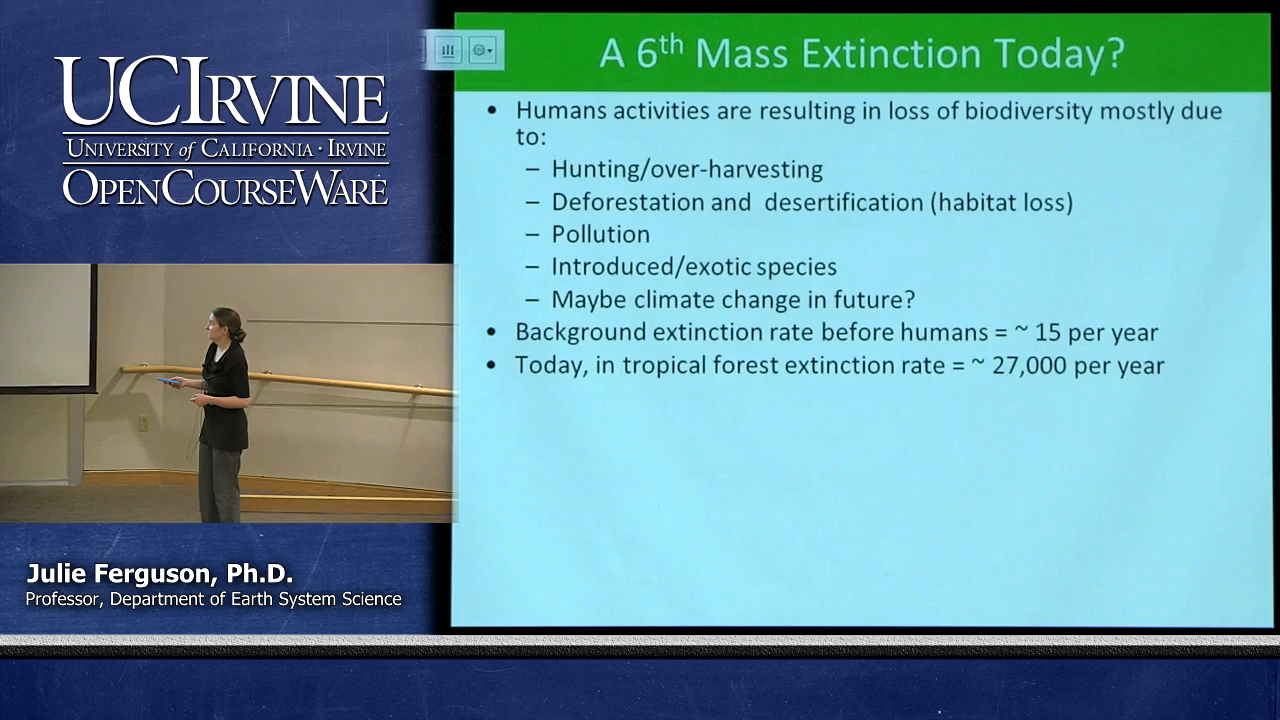 UCIRVINE
UNIVERSITY of CALIFORNIA · IRVINE
OPENCOURSEWARE
A 6th Mass Extinction Today?
• Humans activities are resulting in loss of biodiversity mostly due
to:
– Hunting/over-harvesting
– Deforestation and desertification (habitat loss)
– Pollution
– Introduced/exotic species
– Maybe climate change in future?
• Background extinction rate before humans = ~ 15 per year
• Today, in tropical forest extinction rate = ~ 27,000 per year
Julie Ferguson, Ph.D.
Professor, Department of Earth System Science